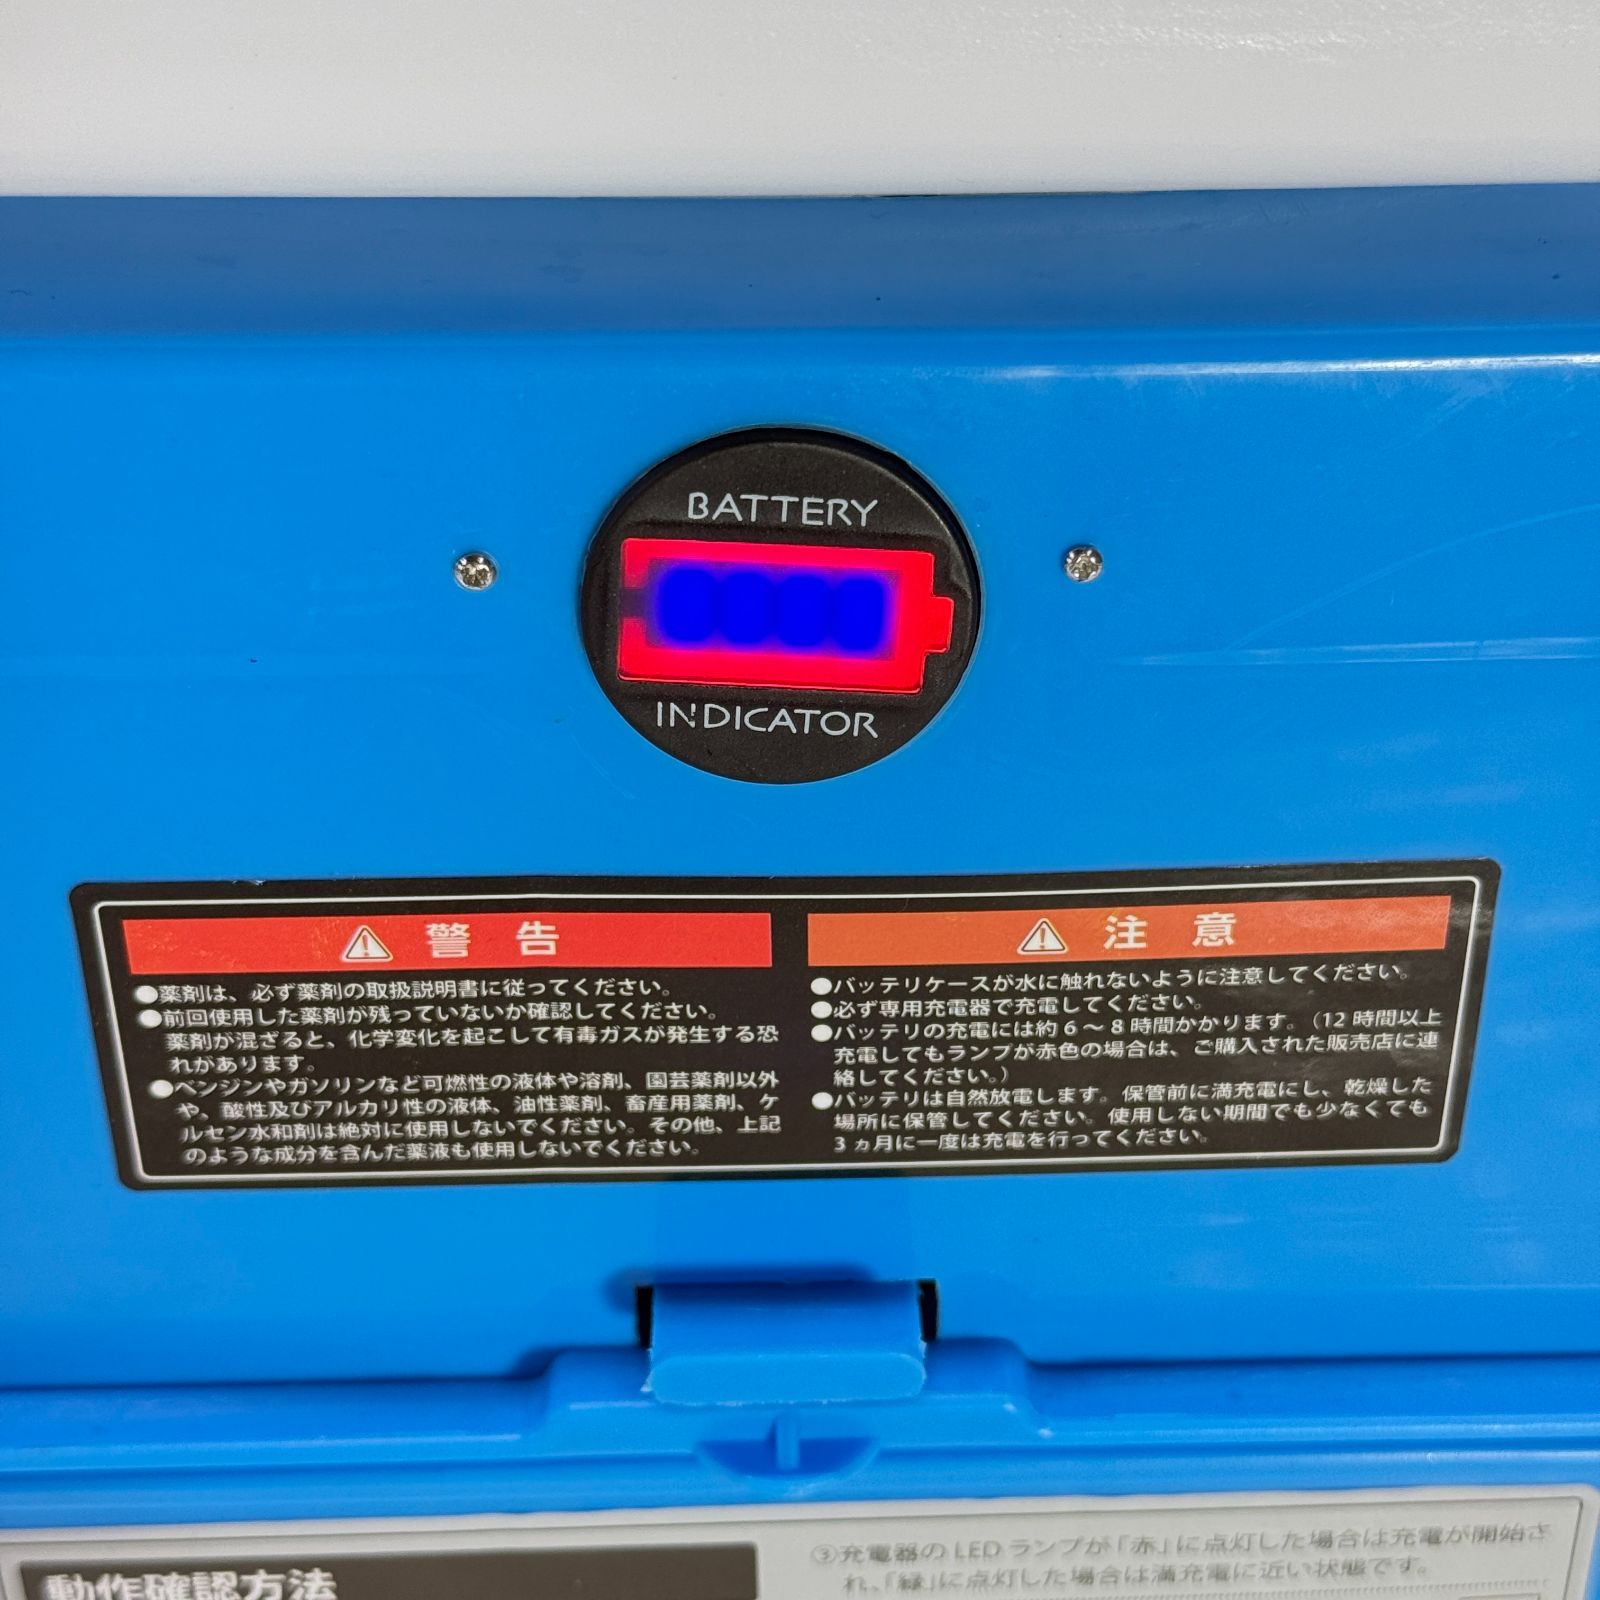 BATTERY
INDICATOR
警告
●薬剤は、必ず薬剤の取扱説明書に従ってください。
●前回使用した薬剤が残っていないか確認してください。
薬剤が混ざると、化学変化を起こして有毒ガスが発生する恐
れがあります。
●ベンジンやガソリンなど可燃性の液体や溶剤、園芸薬剤以外
や、酸性及びアルカリ性の液体、油性薬剤、畜産用薬剤、ケ
ルセン水和剤は絶対に使用しないでください。その他、上記
のような成分を含んだ薬液も使用しないでください。
注意
●バッテリケースが水に触れないように注意してください。
●必ず専用充電器で充電してください。
●バッテリの充電には約6～8時間かかります。（12時間以上
充電してもランプが赤色の場合は、ご購入された販売店に連
絡してください。）
●バッテリは自然放電します。保管前に満充電にし、乾燥した
場所に保管してください。使用しない期間でも少なくても
3ヵ月に一度は充電を行ってください。
動作確認方法
③充電器のLEDランプが「赤」に点灯した場合は充電が開始さ
れ、「緑」に点灯した場合は満充電に近い状態です。